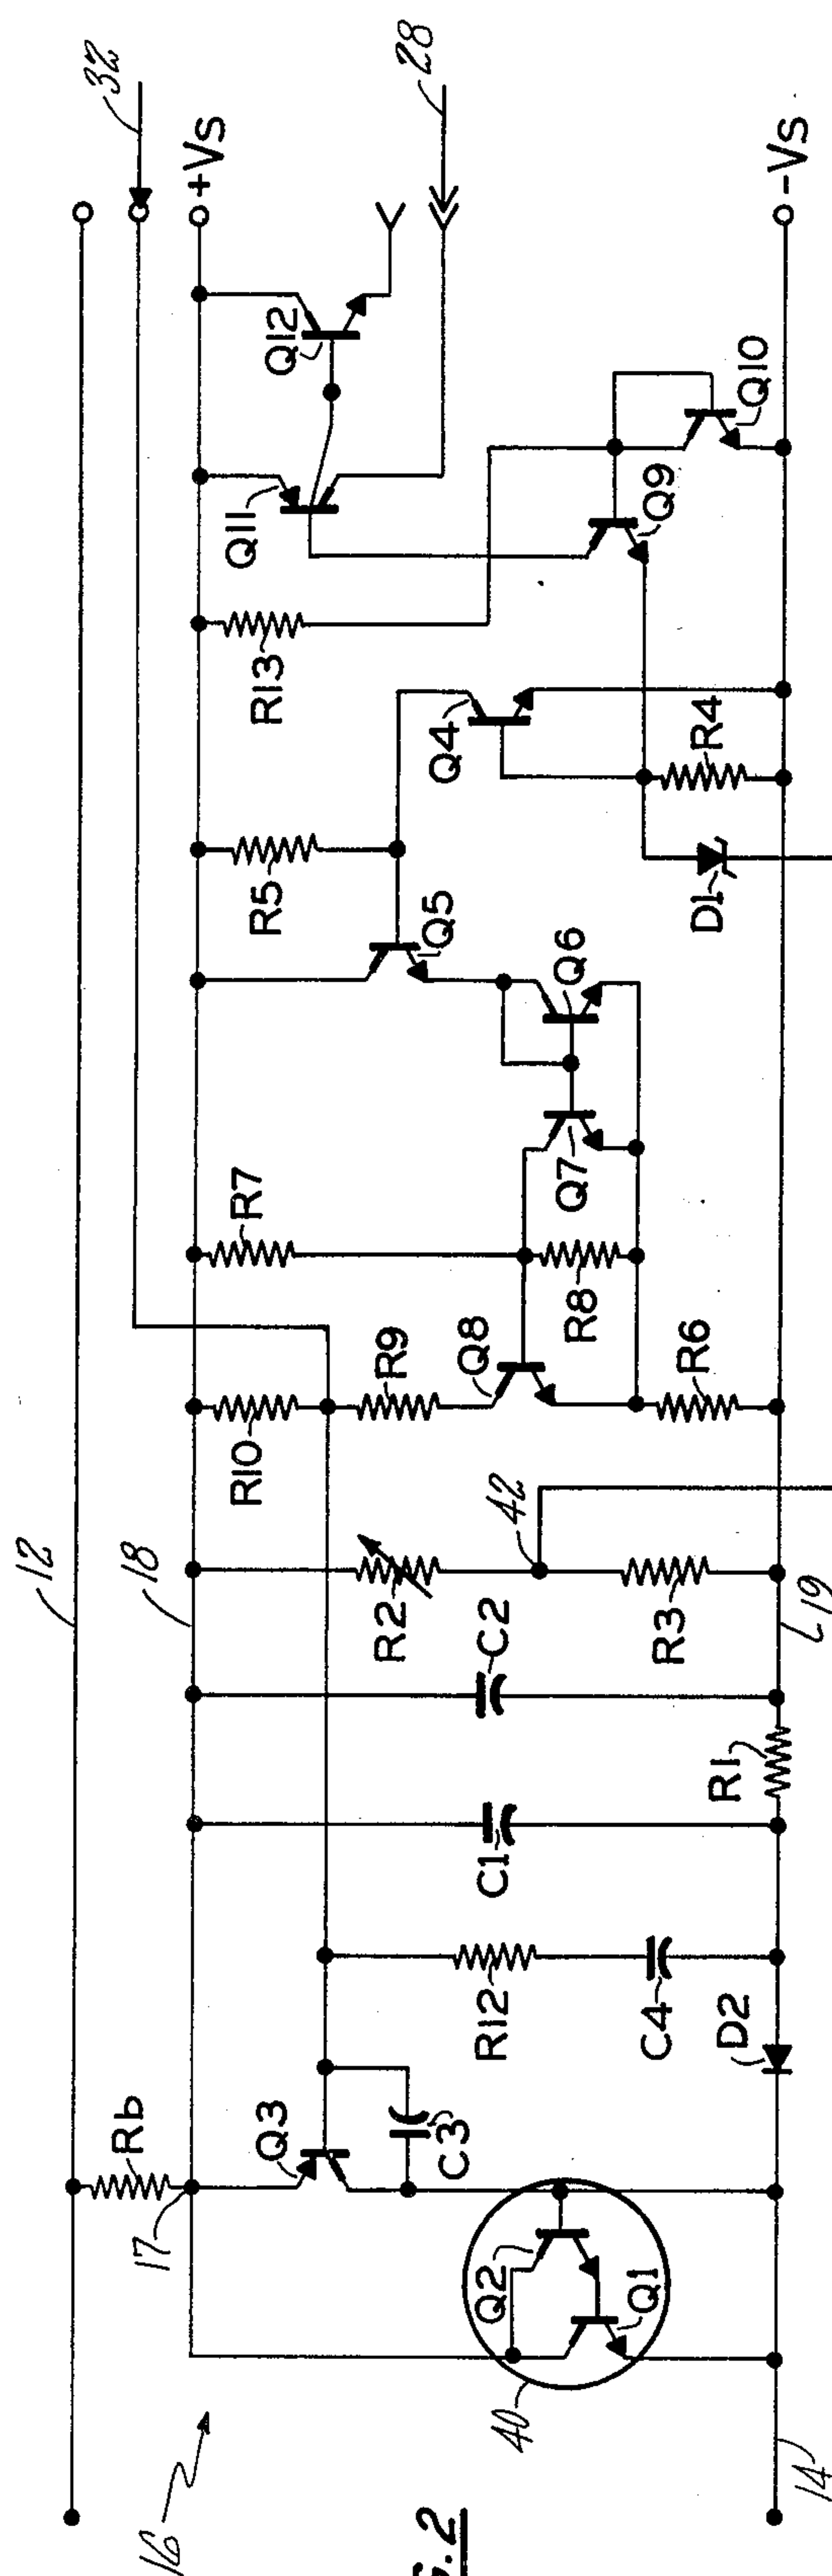 32
+Vs
28
-Vs
Q12
Q11
Q10
Q9
R13
Q4
R4
R5
D1
Q5
Q6
Q7
R7
R8
Q8
R9
R6
R10
12
18
42
19
R2
R3
C2
R1
C1
R12
C4
D2
Rb
Q3
C3
17
Q2
Q1
40
14
16
G.2